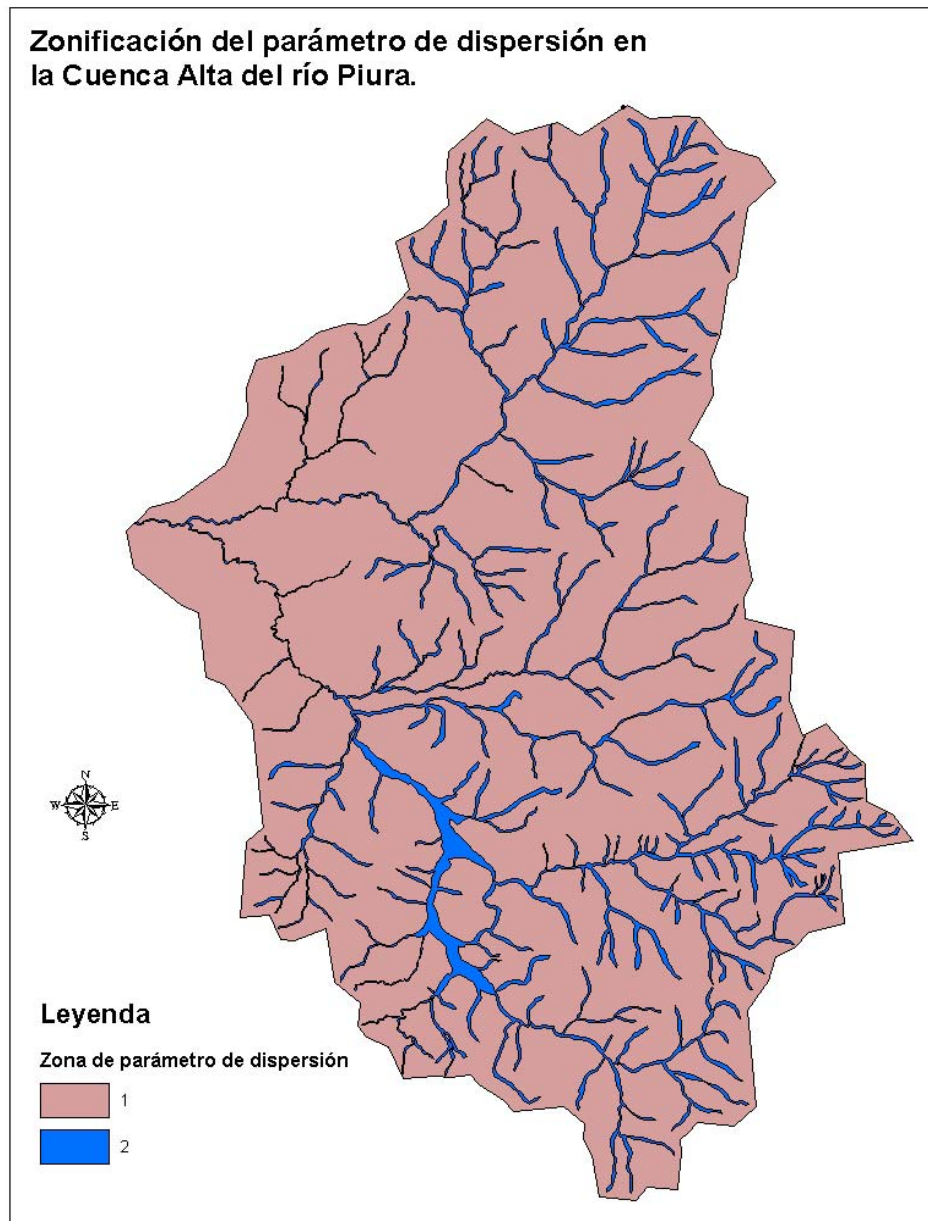 Zonificación del parámetro de dispersión en
la Cuenca Alta del río Piura.
N
W E
S
Leyenda
Zona de parámetro de dispersión
1
2